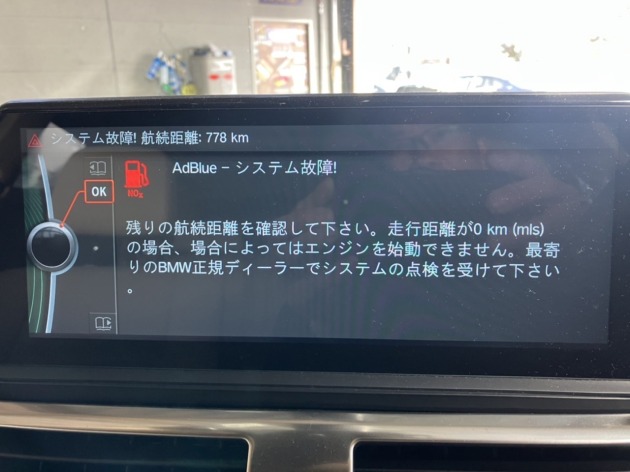 システム故障! 航続距離: 778 km
AdBlue – システム故障!
OK
残りの航続距離を確認して下さい。走行距離が0 km (mls)
の場合、場合によってはエンジンを始動できません。最寄
りのBMW正規ディーラーでシステムの点検を受けて下さい
。